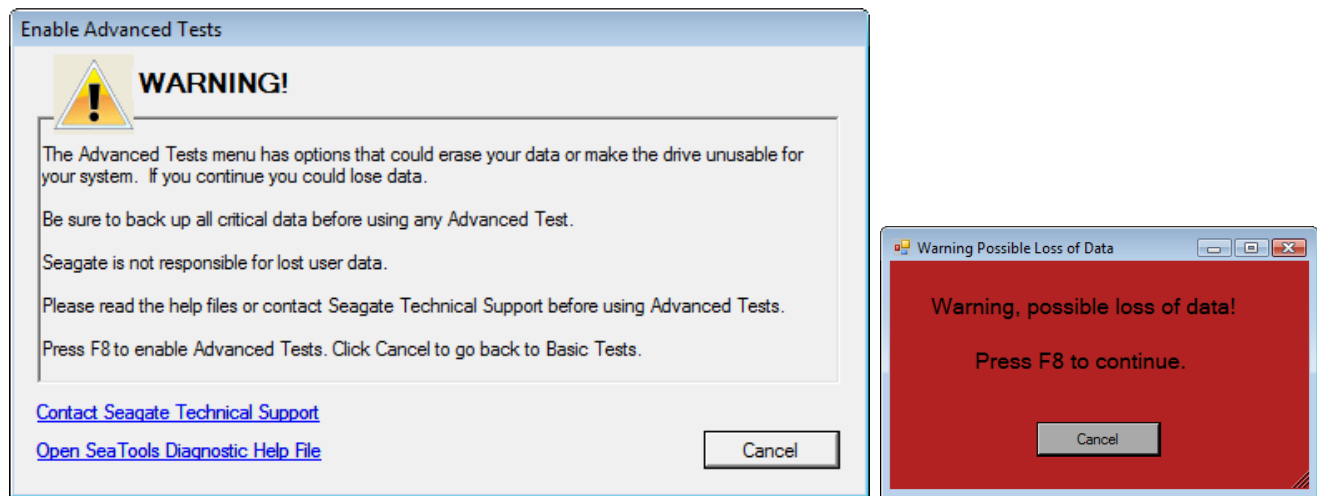 Enable Advanced Tests
WARNING!
The Advanced Tests menu has options that could erase your data or make the drive unusable for
your system.  If you continue you could lose data.
Be sure to back up all critical data before using any Advanced Test.
Seagate is not responsible for lost user data.
Please read the help files or contact Seagate Technical Support before using Advanced Tests.
Press F8 to enable Advanced Tests. Click Cancel to go back to Basic Tests.
Contact Seagate Technical Support
Open SeaTools Diagnostic Help File
Cancel
Warning Possible Loss of Data
Warning, possible loss of data!
Press F8 to continue.
Cancel